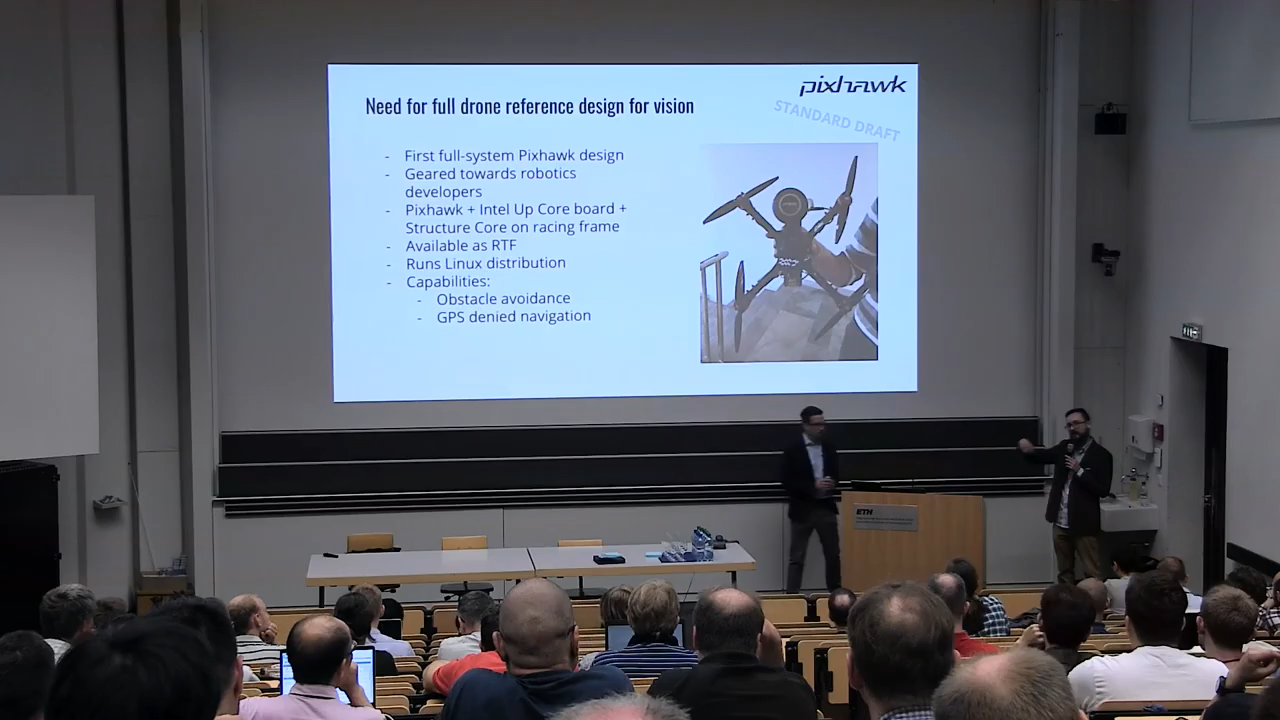 pixhawk
Need for full drone reference design for vision
STANDARD DRAFT
- First full-system Pixhawk design
- Geared towards robotics
developers
- Pixhawk + Intel Up Core board +
Structure Core on racing frame
- Available as RTF
- Runs Linux distribution
- Capabilities:
- Obstacle avoidance
- GPS denied navigation
ETH